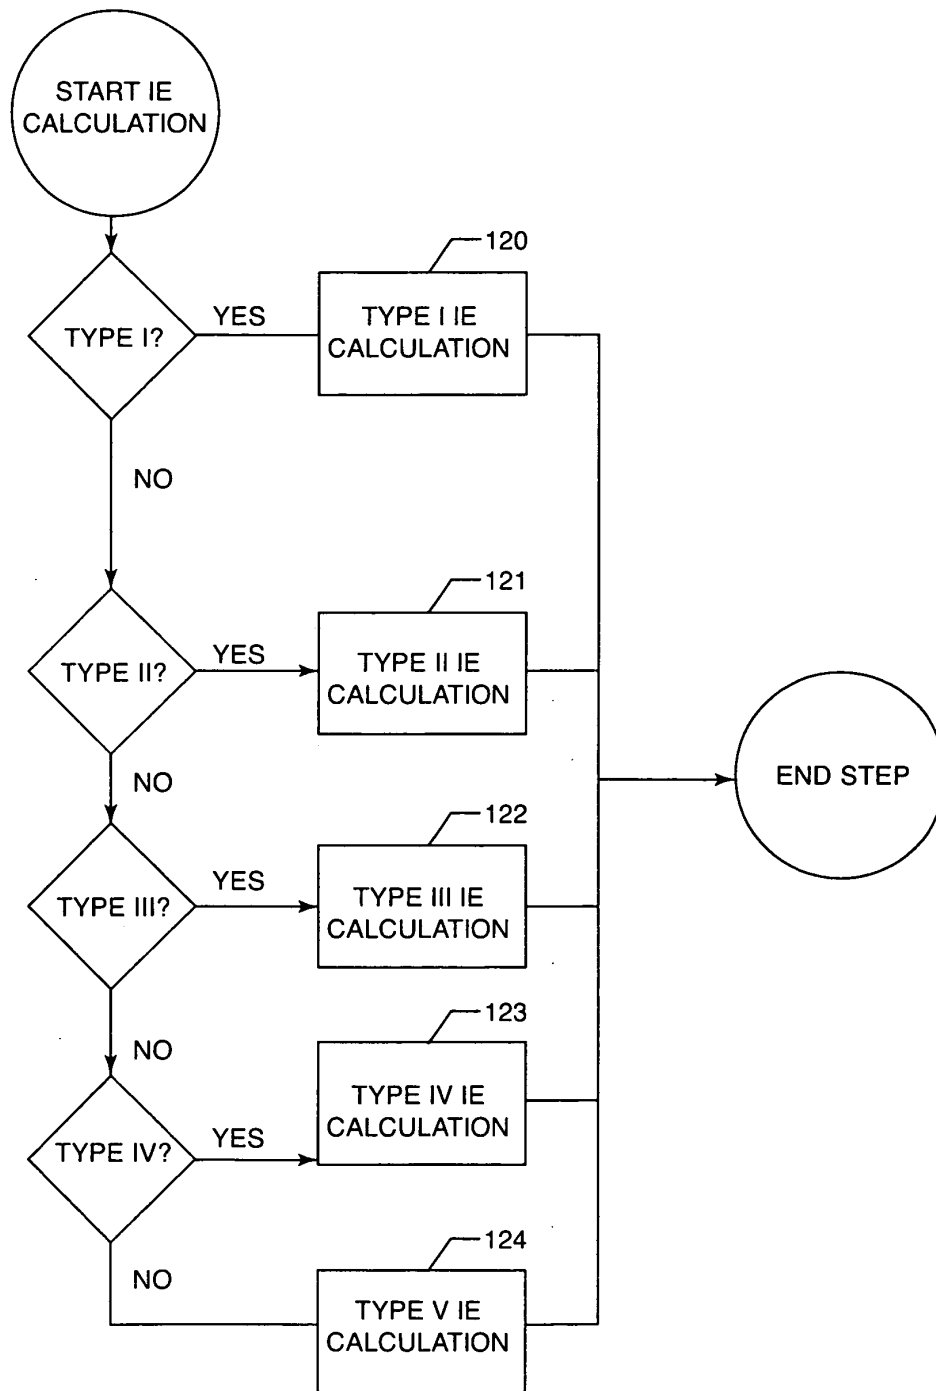 START IE
CALCULATION
120
TYPE I?
YES
TYPE I IE
CALCULATION
NO
121
TYPE II?
YES
TYPE II IE
CALCULATION
NO
END STEP
122
TYPE III?
YES
TYPE III IE
CALCULATION
NO
123
TYPE IV?
YES
TYPE IV IE
CALCULATION
NO
124
TYPE V IE
CALCULATION